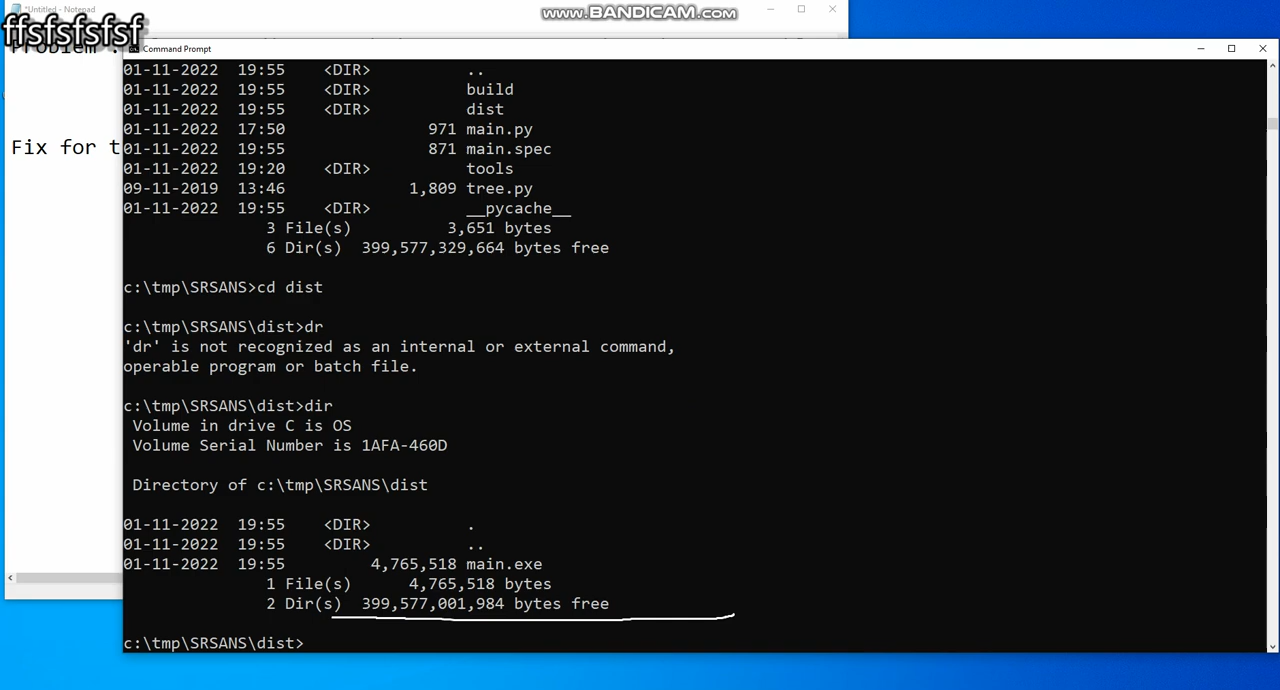 *Untitled - Notepad
www.BANDICAM.com
ffsfsfsfsf
Problem :
Command Prompt
01-11-2022  19:55    <DIR>          ..
01-11-2022  19:55    <DIR>          build
01-11-2022  19:55    <DIR>          dist
01-11-2022  17:50               971 main.py
01-11-2022  19:55               871 main.spec
01-11-2022  19:20    <DIR>          tools
09-11-2019  13:46             1,809 tree.py
01-11-2022  19:55    <DIR>          __pycache__
3 File(s)          3,651 bytes
6 Dir(s)  399,577,329,664 bytes free
Fix for t
c:\tmp\SRSANS>cd dist
c:\tmp\SRSANS\dist>dr
'dr' is not recognized as an internal or external command,
operable program or batch file.
c:\tmp\SRSANS\dist>dir
Volume in drive C is OS
Volume Serial Number is 1AFA-460D
Directory of c:\tmp\SRSANS\dist
01-11-2022  19:55    <DIR>          .
01-11-2022  19:55    <DIR>          ..
01-11-2022  19:55         4,765,518 main.exe
1 File(s)      4,765,518 bytes
2 Dir(s)  399,577,001,984 bytes free
c:\tmp\SRSANS\dist>